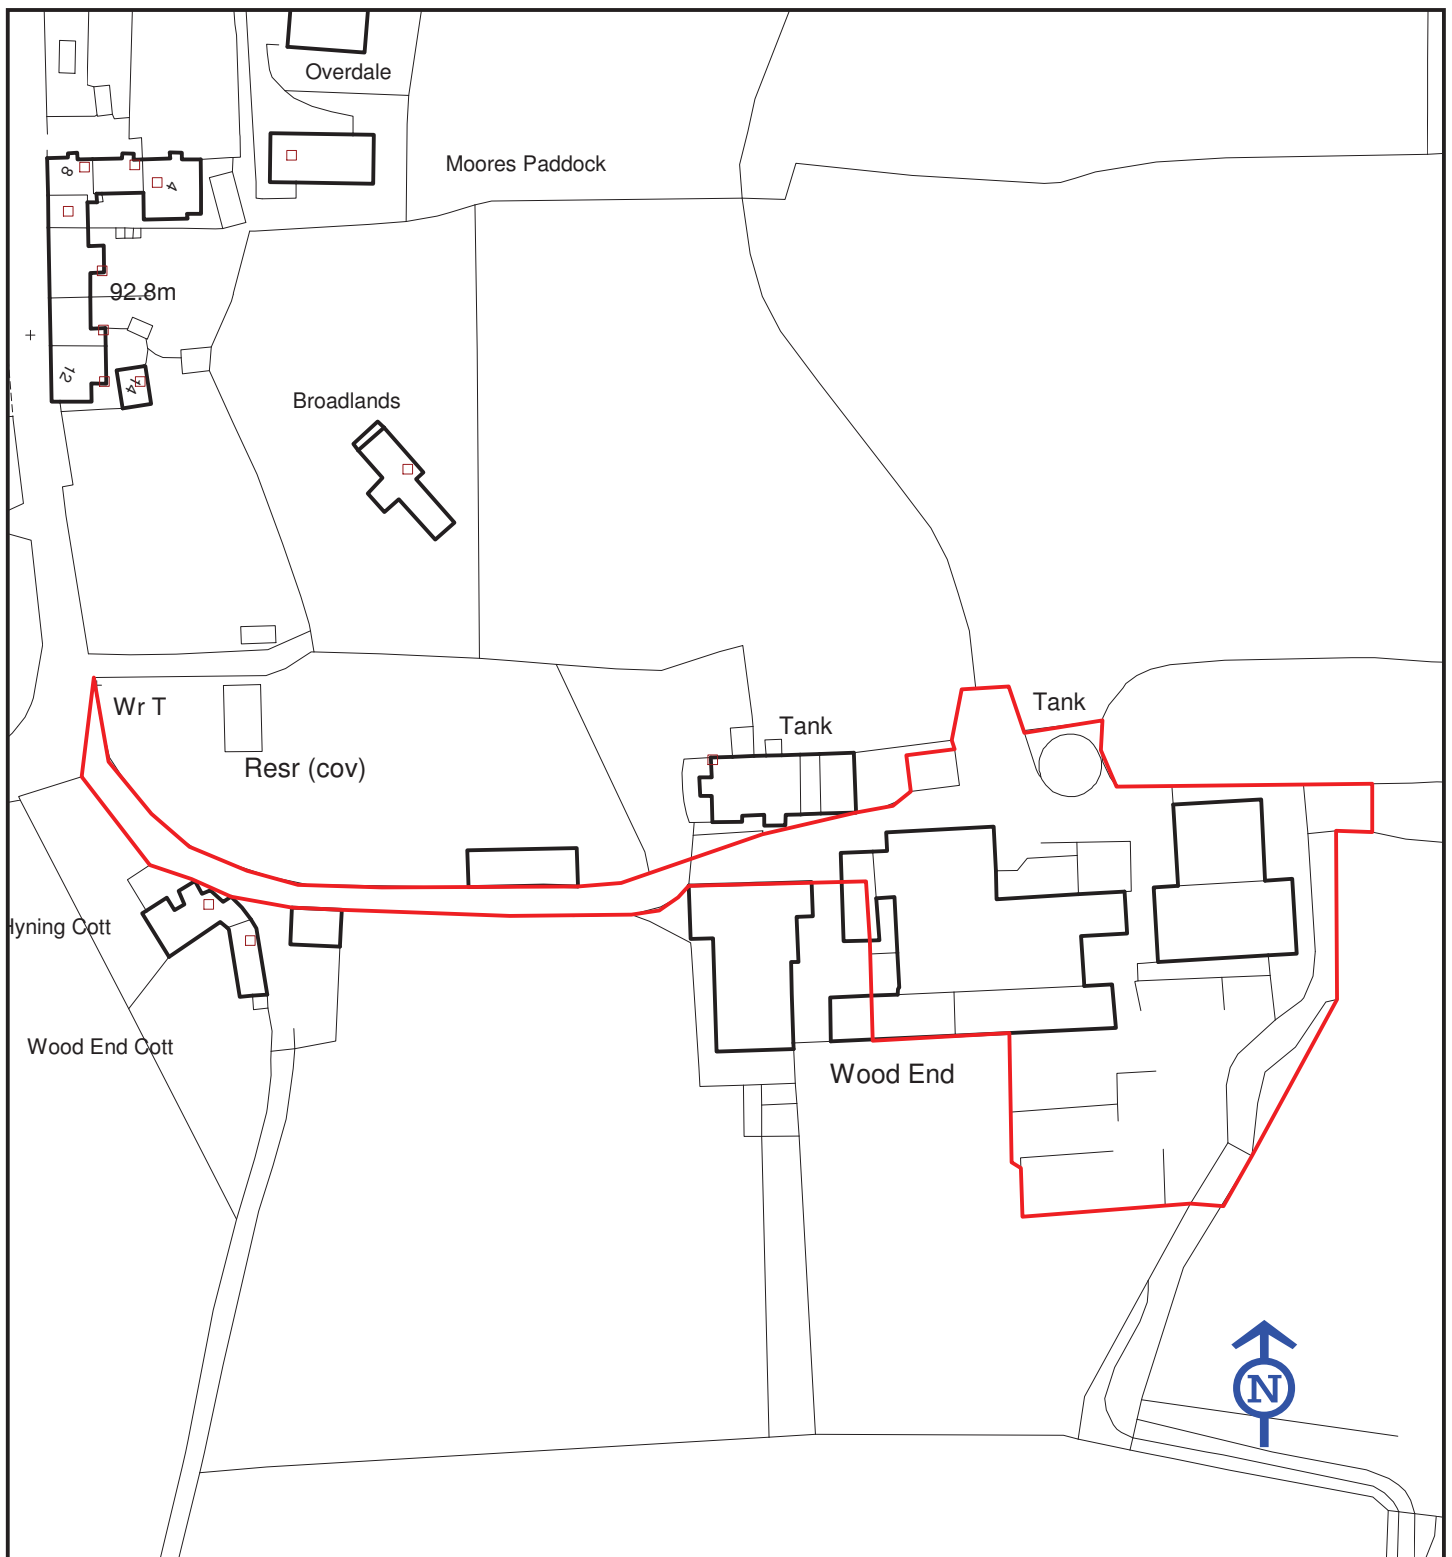 Overdale
Moores Paddock
8
4
92.8m
12
14
Broadlands
Wr T
Tank
Tank
Resr (cov)
Hyning Cott
Wood End Cott
Wood End
N